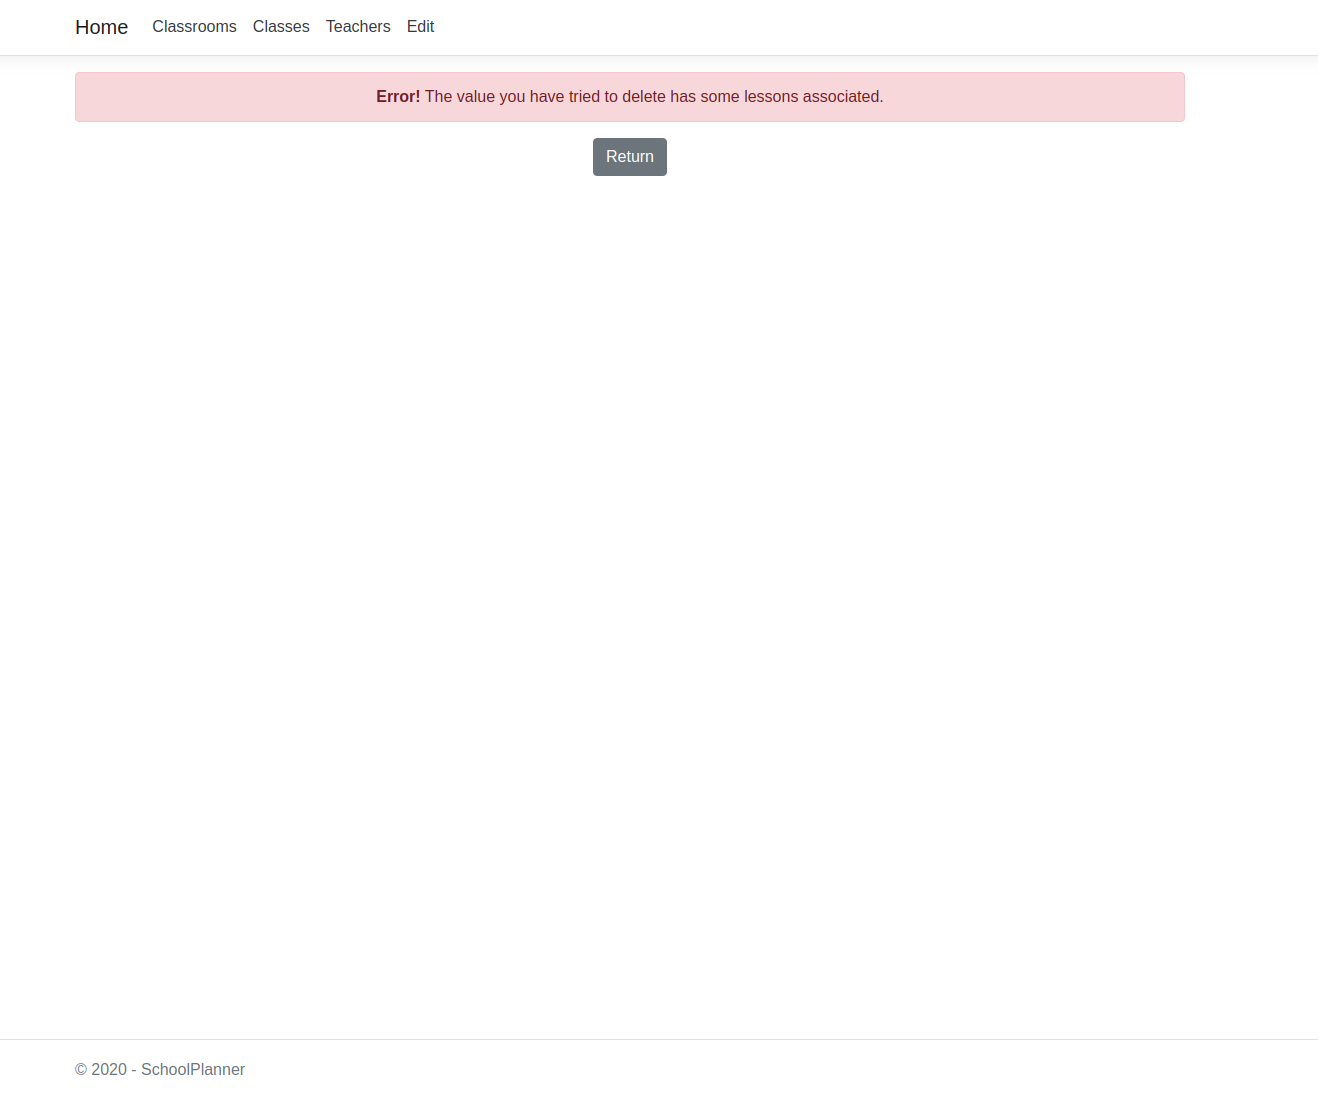 Home Classrooms Classes Teachers Edit
Error! The value you have tried to delete has some lessons associated.
Return
© 2020 - SchoolPlanner